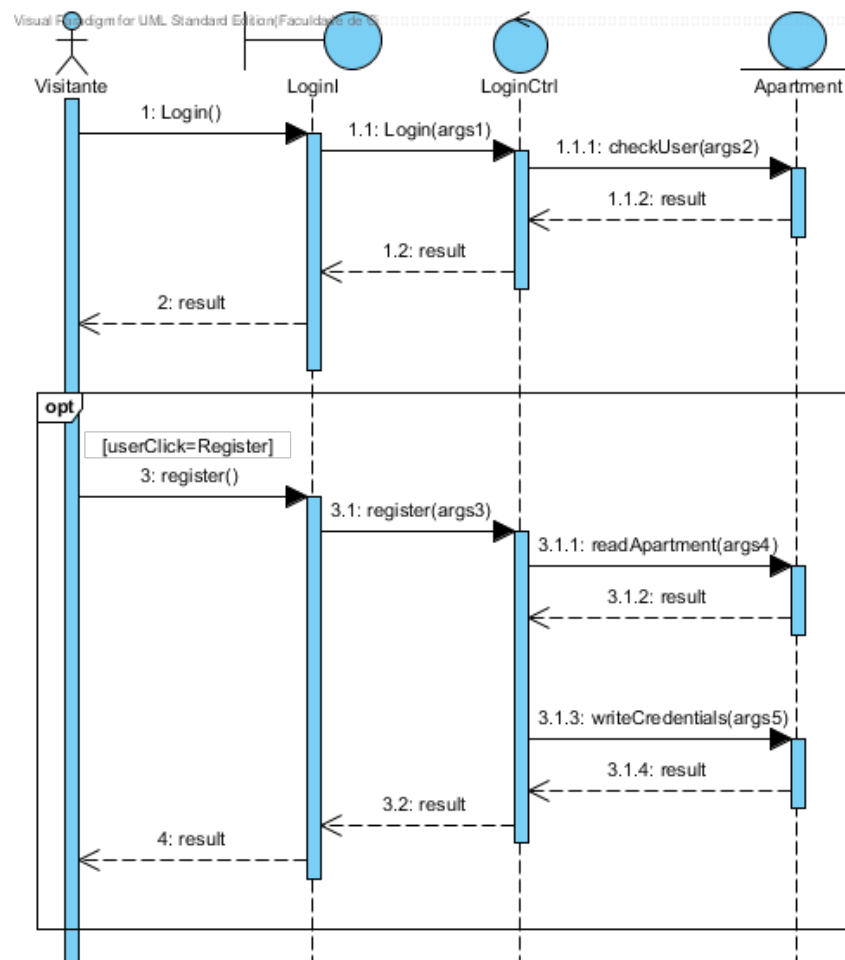 Visual Paradigm for UML Standard Edition(Faculdade de Ci
Visitante
LoginI
LoginCtrl
Apartment
1: Login()
1.1: Login(args1)
1.1.1: checkUser(args2)
1.1.2: result
1.2: result
2: result
opt
[userClick=Register]
3: register()
3.1: register(args3)
3.1.1: readApartment(args4)
3.1.2: result
3.1.3: writeCredentials(args5)
3.1.4: result
3.2: result
4: result